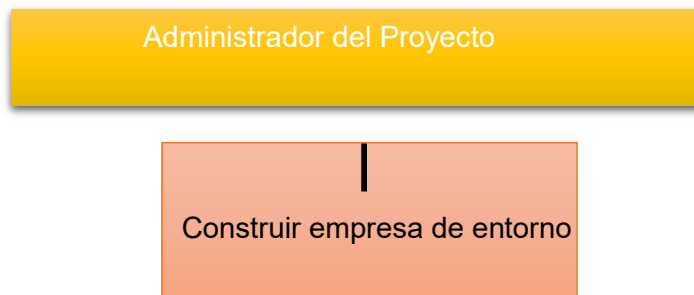 Administrador del Proyecto
Construir empresa de entorno